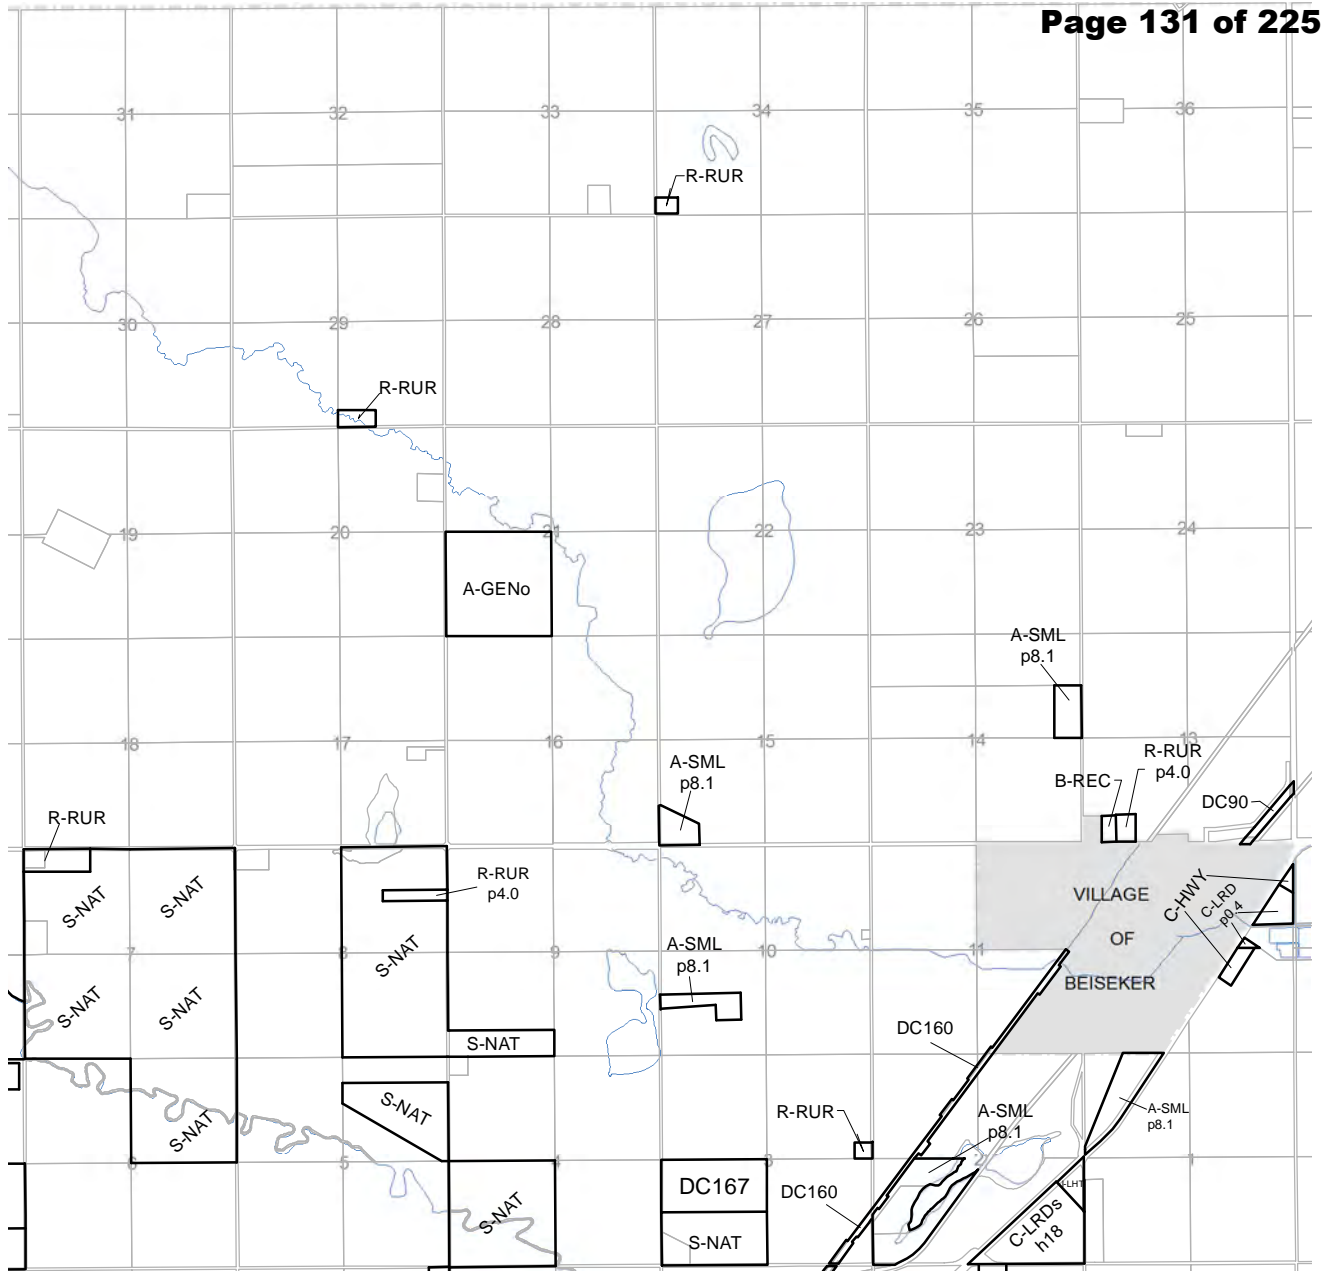 Page 131 of 225
31
32
33
34
35
36
R-RUR
30
29
28
27
26
25
R-RUR
19
20
21
22
23
24
A-GENo
A-SML
p8.1
18
17
16
15
14
13
A-SML
p8.1
R-RUR
p4.0
B-REC
DC90
R-RUR
S-NAT
S-NAT
R-RUR
p4.0
VILLAGE
OF
BEISEKER
C-HWY
C-LRD
p0.4
S-NAT
7
8
9
10
11
A-SML
p8.1
S-NAT
S-NAT
S-NAT
DC160
S-NAT
S-NAT
R-RUR
A-SML
p8.1
A-SML
p8.1
6
5
4
3
2
1
DC167
DC160
S-NAT
S-NAT
C-LRDs
h18